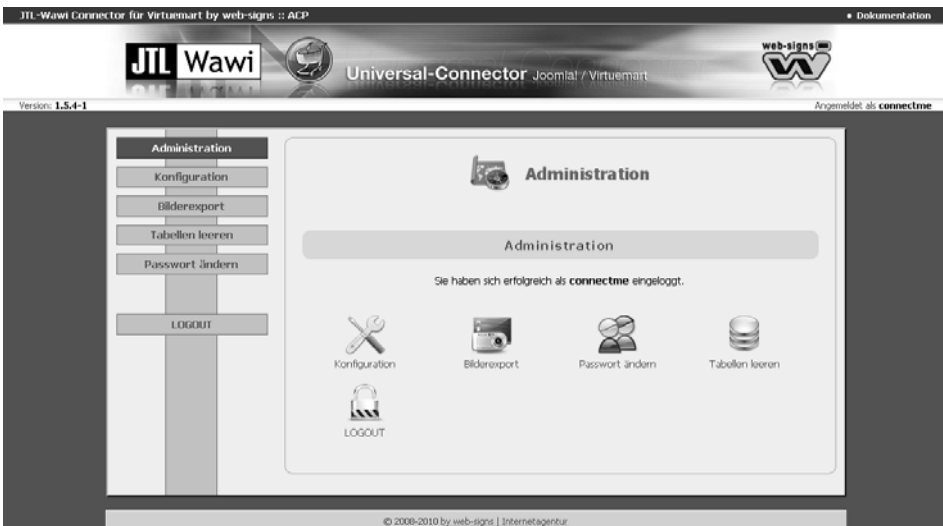 JTL-Wawi Connector für Virtuemart by web-signs :: ACP
• Dokumentation
JTL Wawi
Universal-Connector Joomla! / Virtuemart
web-signs
Version: 1.5.4-1
Angemeldet als connectme
Administration
Konfiguration
Bilderexport
Tabellen leeren
Passwort ändern
LOGOUT
Administration
Administration
Sie haben sich erfolgreich als connectme eingeloggt.
Konfiguration
Bilderexport
Passwort ändern
Tabellen leeren
LOGOUT
© 2008-2010 by web-signs | Internetagentur